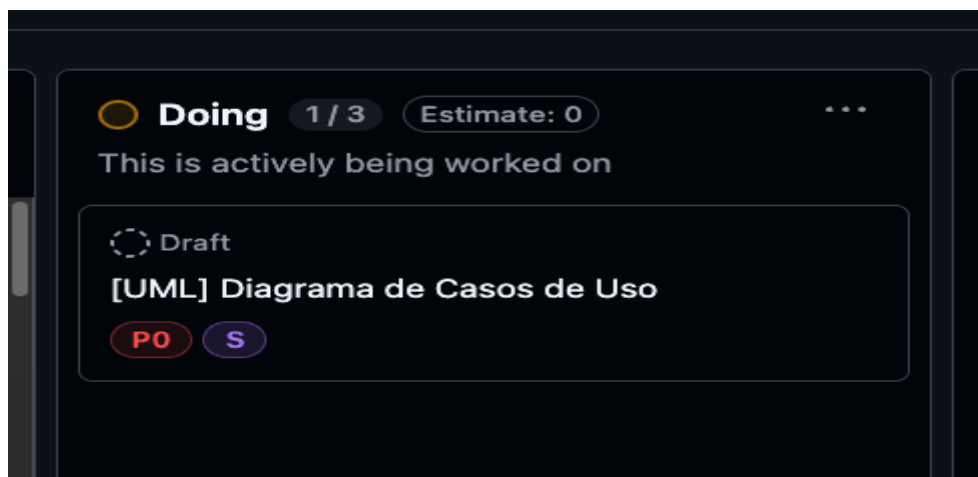 Doing 1 / 3 Estimate: 0
This is actively being worked on
Draft
[UML] Diagrama de Casos de Uso
P0 S